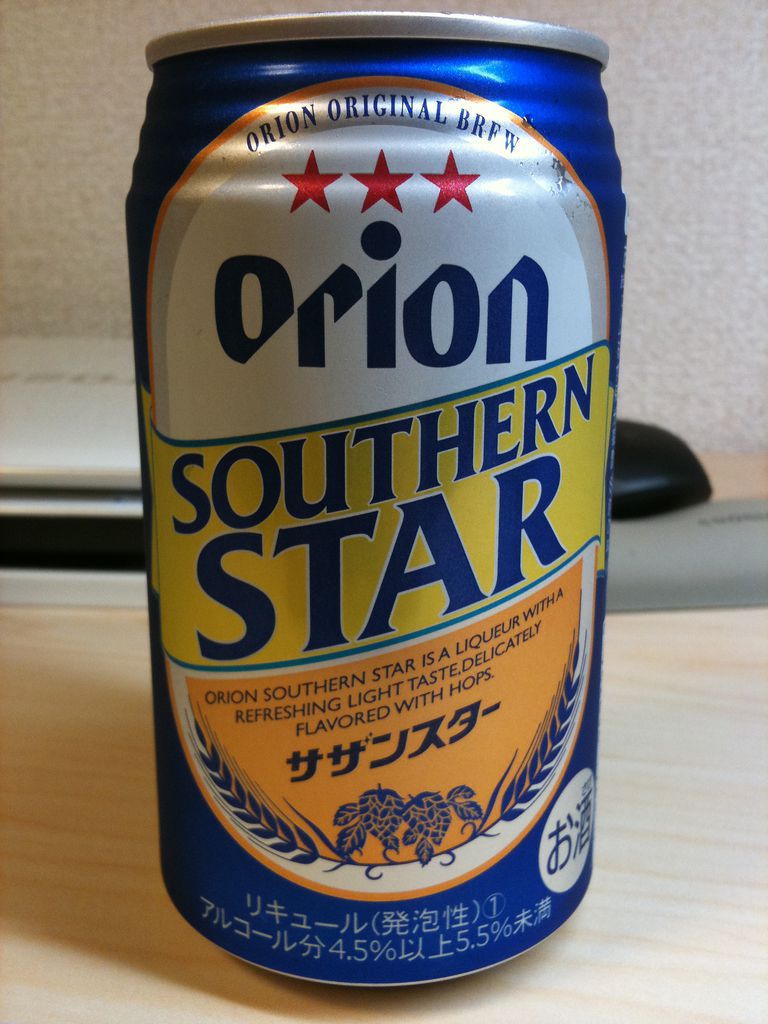 ORION ORIGINAL BREW
orion
SOUTHERN
STAR
ORION SOUTHERN STAR IS A LIQUEUR WITH A
REFRESHING LIGHT TASTE,DELICATELY
FLAVORED WITH HOPS.
サザンスター
お酒
リキュール(発泡性)①
アルコール分4.5%以上5.5%未満